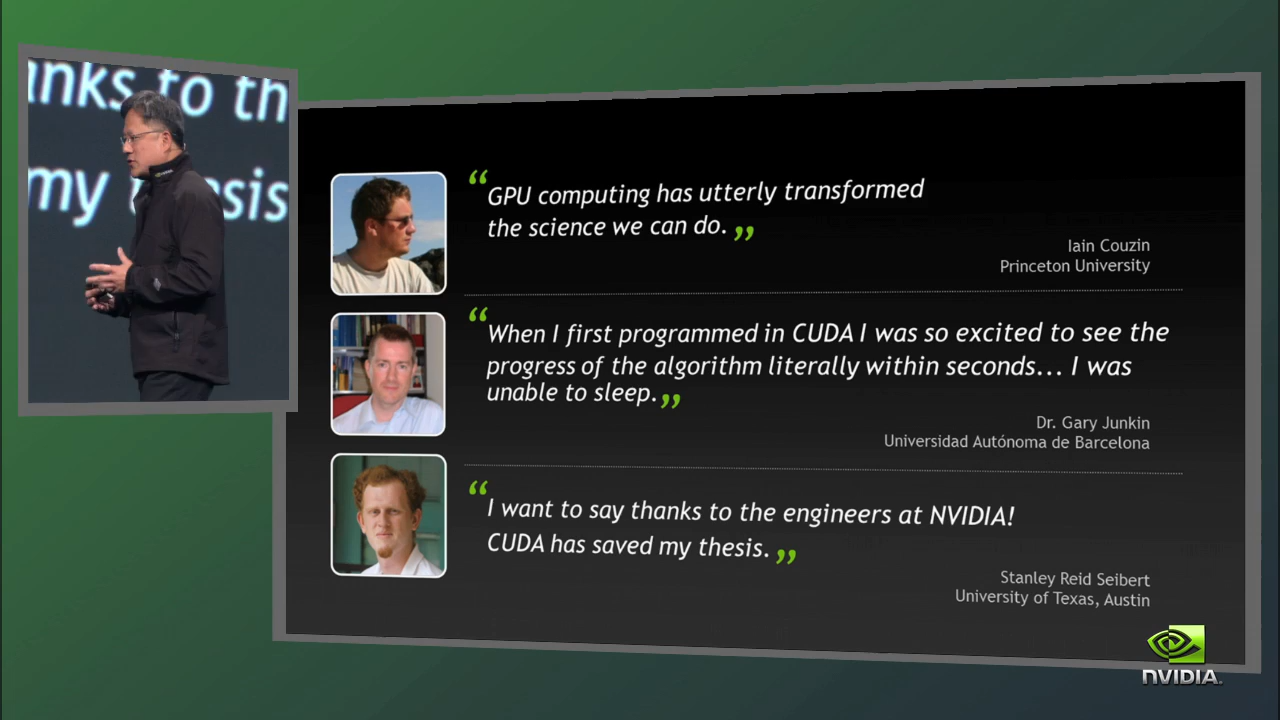 anks to th
my thesis
“GPU computing has utterly transformed
the science we can do.”
Iain Couzin
Princeton University
“When I first programmed in CUDA I was so excited to see the
progress of the algorithm literally within seconds... I was
unable to sleep.”
Dr. Gary Junkin
Universidad Autónoma de Barcelona
“I want to say thanks to the engineers at NVIDIA!
CUDA has saved my thesis.”
Stanley Reid Seibert
University of Texas, Austin
NVIDIA.